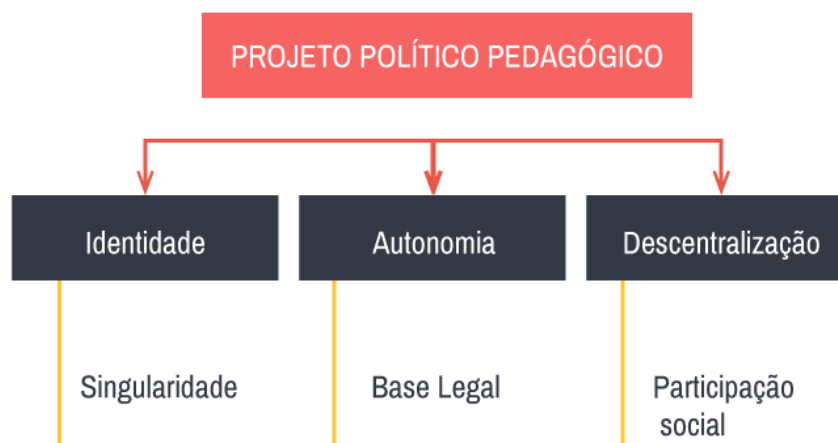 PROJETO POLÍTICO PEDAGÓGICO
Identidade
Autonomia
Descentralização
Singularidade
Base Legal
Participação
social